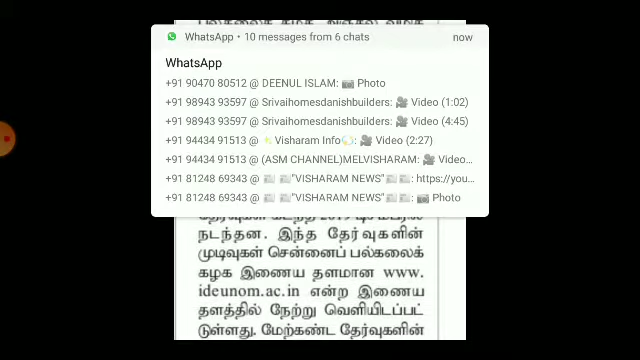 WhatsApp • 10 messages from 6 chats now
WhatsApp
+91 90470 80512 @ DEENUL ISLAM: 📷 Photo
+91 98943 93597 @ Srivaihomesdanishbuilders: 🎥 Video (1:02)
+91 98943 93597 @ Srivaihomesdanishbuilders: 🎥 Video (4:45)
+91 94434 91513 @ Visharam Info: 🎥 Video (2:27)
+91 94434 91513 @ (ASM CHANNEL)MELVISHARAM: 🎥 Video...
+91 81248 69343 @ 📰 📰"VISHARAM NEWS"📰📰: https://you...
+91 81248 69343 @ 📰 📰"VISHARAM NEWS"📰📰: 📷 Photo
நடந்தன. இந்த தேர்வுகளின்
முடிவுகள் சென்னைப் பல்கலைக்
கழக இணைய தளமான www.
ideunom.ac.in என்ற இணைய
தளத்தில் நேற்று வெளியிடப்பட்
டுள்ளது. மேற்கண்ட தேர்வுகளின்